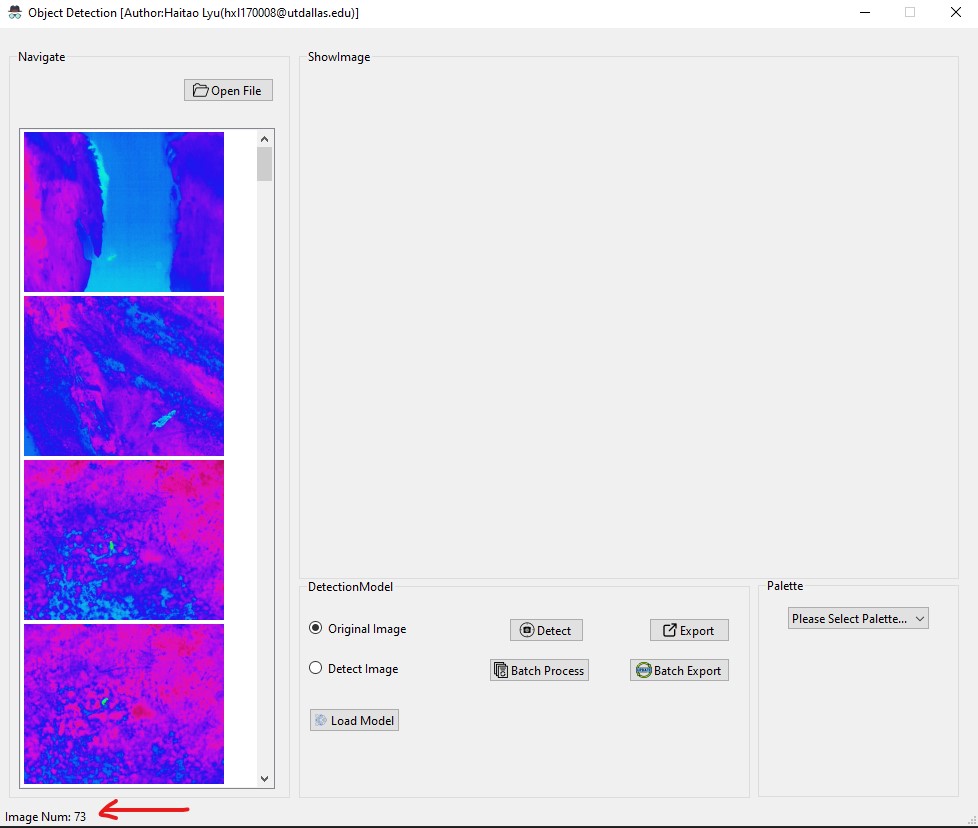 Object Detection [Author:Haitao Lyu(hxl170008@utdallas.edu)]
Navigate
Open File
ShowImage
DetectionModel
Original Image
Detect
Export
Detect Image
Batch Process
Batch Export
Load Model
Palette
Please Select Palette...
Image Num: 73